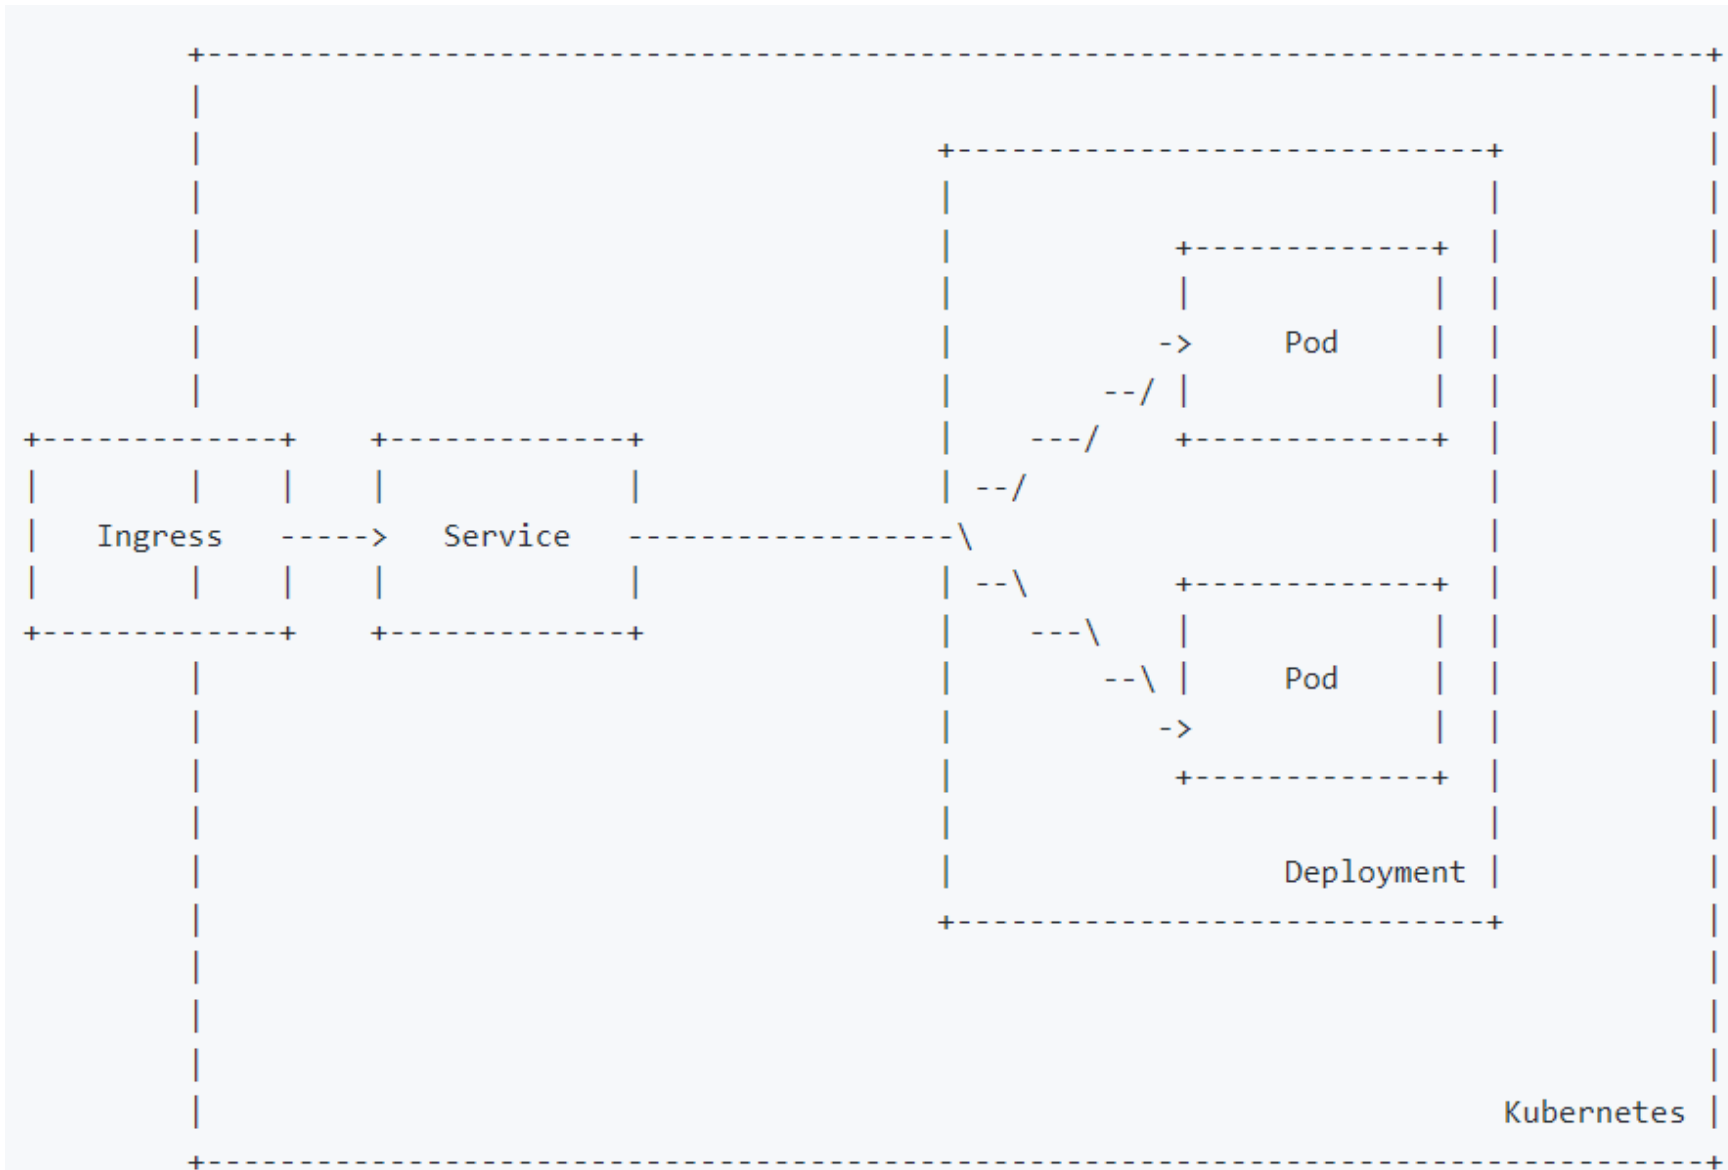 Pod
Ingress -----> Service
Pod
Deployment
Kubernetes